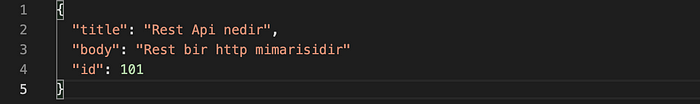 1 {
2 "title": "Rest Api nedir",
3 "body": "Rest bir http mimarisidir"
4 "id": 101
5 }